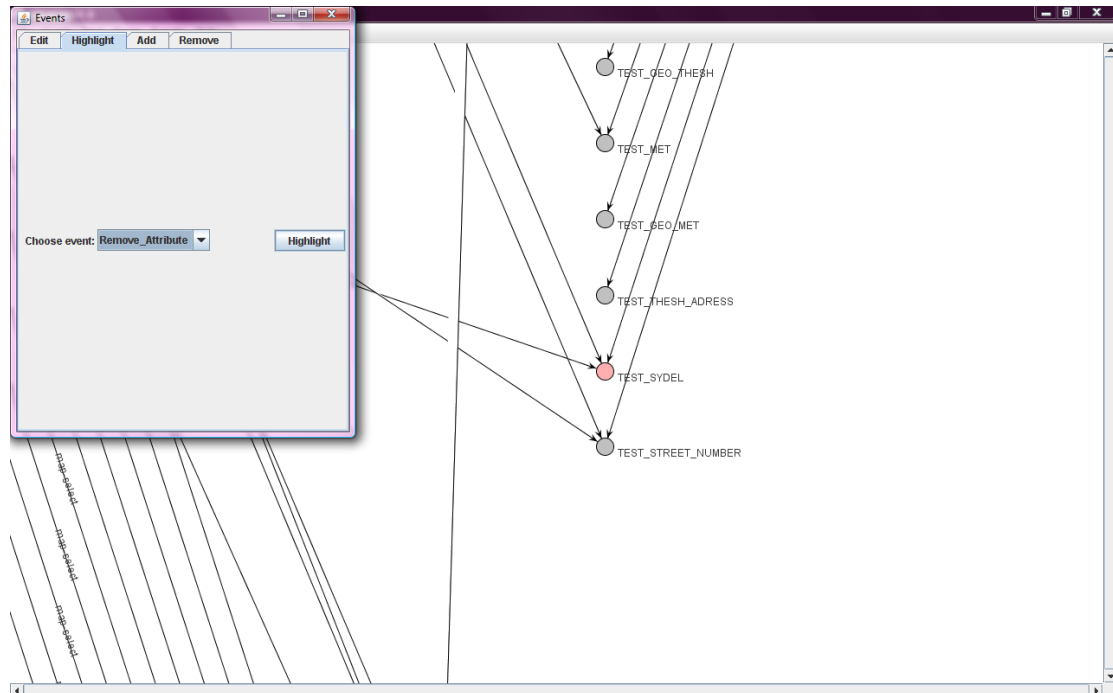 Events
Edit Highlight Add Remove
TEST_GEO_THESH
TEST_MET
TEST_GEO_MET
Choose event: Remove_Attribute Highlight
TEST_THESH_ADRESS
TEST_SYDEL
TEST_STREET_NUMBER
map-select
map-select
map-select